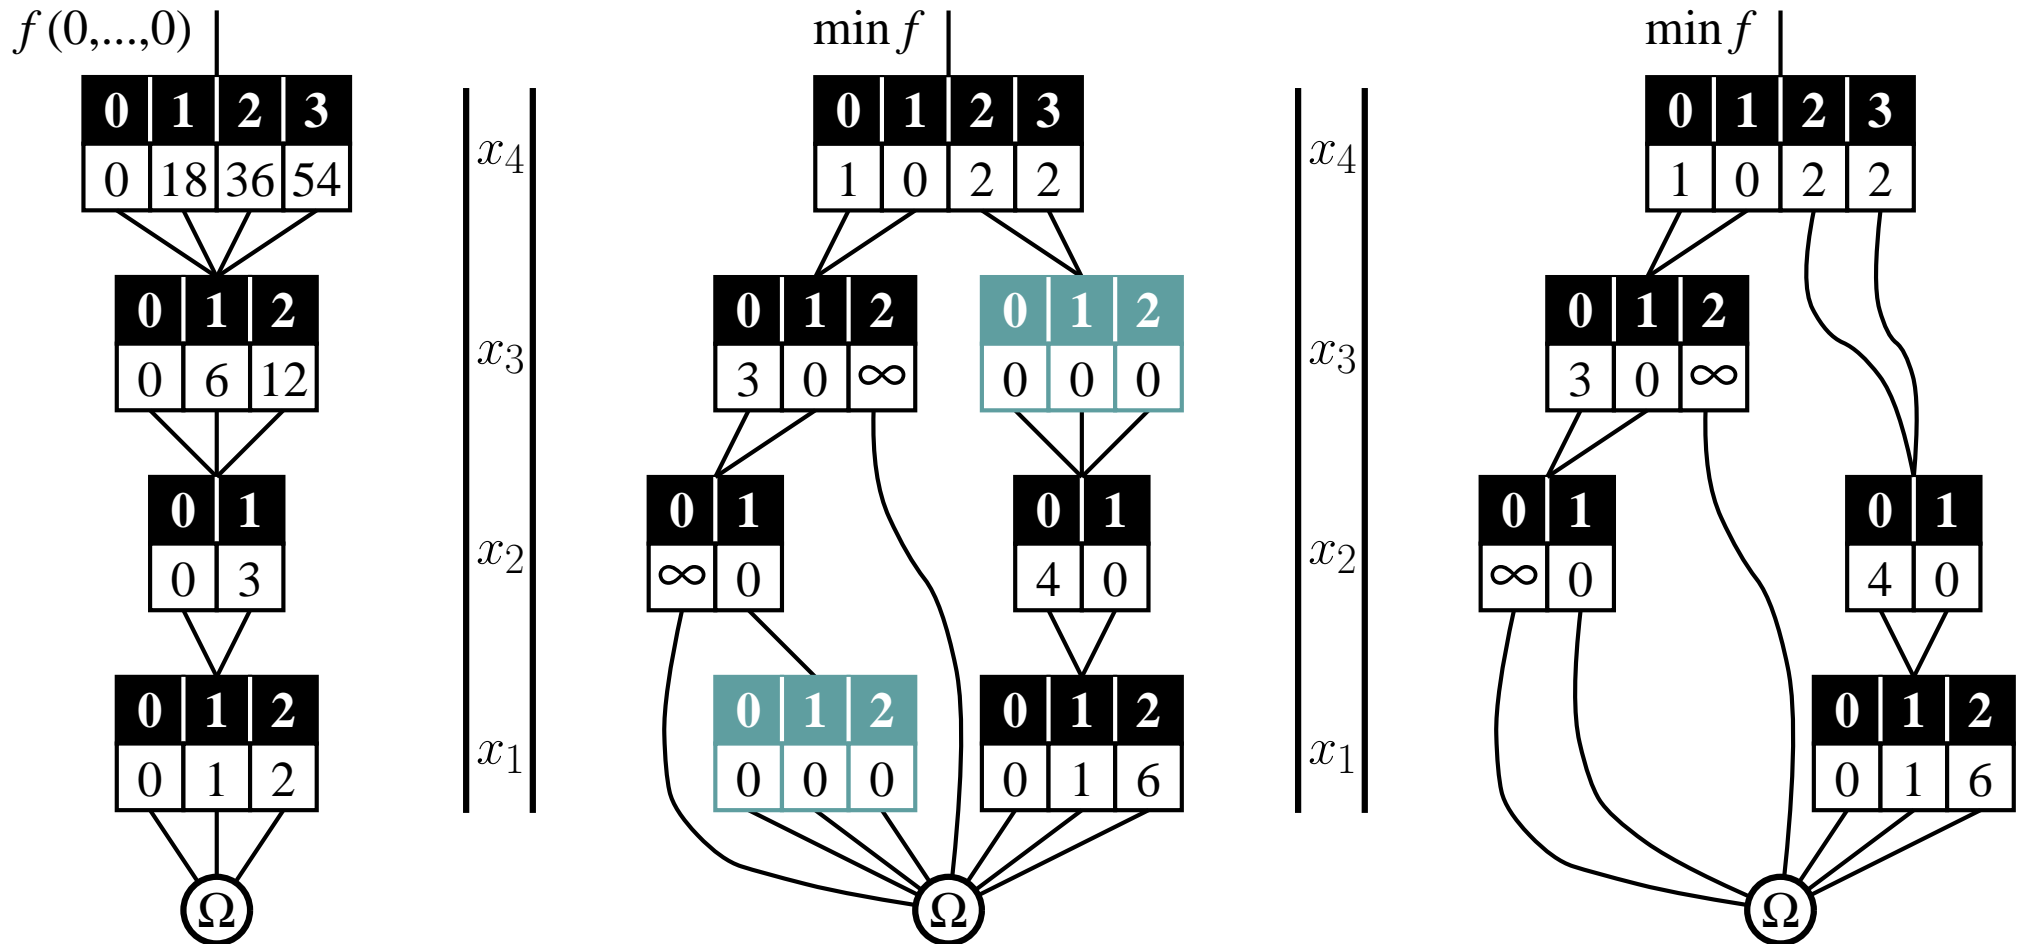 f (0,...,0) min f min f
0 1 2 3 0 1 2 3 0 1 2 3
0 18 36 54 x₄ 1 0 2 2 x₄ 1 0 2 2
0 1 2 0 1 2 0 1 2 0 1 2
0 6 12 x₃ 3 0 ∞ 0 0 0 x₃ 3 0 ∞
0 1 0 1 0 1 0 1 0 1
0 3 x₂ ∞ 0 4 0 x₂ ∞ 0 4 0
0 1 2 0 1 2 0 1 2 0 1 2
0 1 2 x₁ 0 0 0 0 1 6 x₁ 0 1 6
Ω Ω Ω